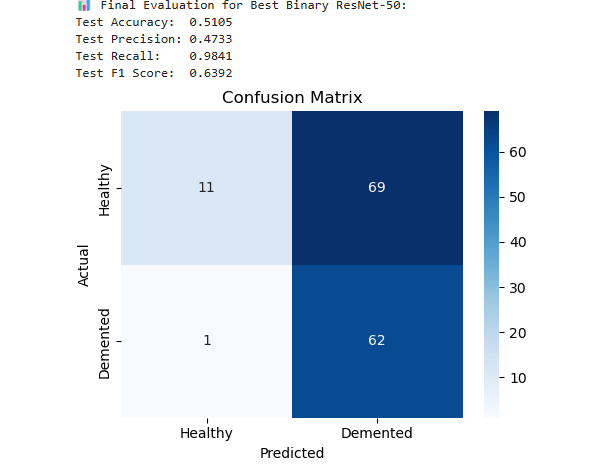 📊 Final Evaluation for Best Binary ResNet-50:
Test Accuracy:  0.5105
Test Precision: 0.4733
Test Recall:    0.9841
Test F1 Score:  0.6392
Confusion Matrix
Actual
Healthy
11
69
Demented
1
62
Healthy
Demented
Predicted
60
50
40
30
20
10